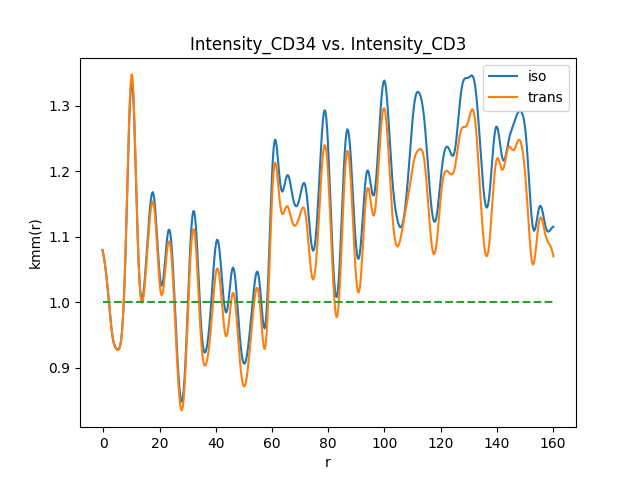 Intensity_CD34 vs. Intensity_CD3
iso
trans
1.3
1.2
1.1
1.0
0.9
kmm(r)
0 20 40 60 80 100 120 140 160
r